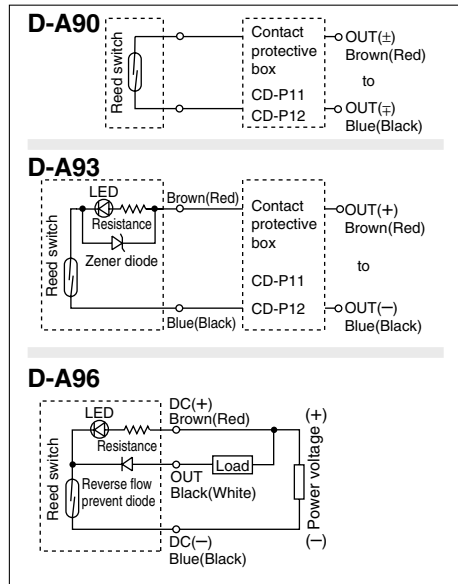 D-A90
Reed switch
Contact
protective
box
CD-P11
CD-P12
OUT(±)
Brown(Red)
to
OUT(∓)
Blue(Black)
D-A93
LED
Resistance
Zener diode
Reed switch
Brown(Red)
Blue(Black)
Contact
protective
box
CD-P11
CD-P12
OUT(+)
Brown(Red)
to
OUT(−)
Blue(Black)
D-A96
LED
Resistance
Reverse flow
prevent diode
Reed switch
DC(+)
Brown(Red)
Load
OUT
Black(White)
DC(−)
Blue(Black)
(+)
Power voltage
(−)